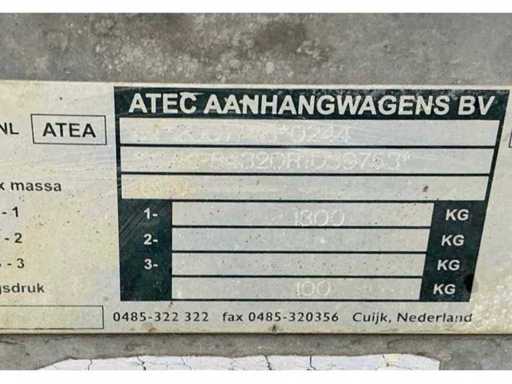 ATEC AANHANGWAGENS BV
NL ATEA
x massa
- 1 1- 1300 KG
- 2 2- KG
- 3 3- KG
gsdruk 100 KG
0485-322 322 fax 0485-320356 Cuijk, Nederland